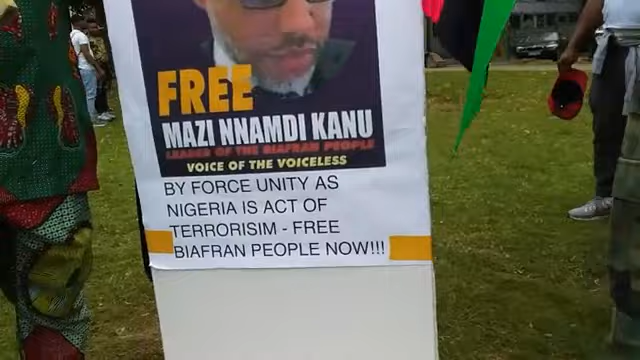 FREE
MAZI NNAMDI KANU
LEADER OF THE BIAFRAN PEOPLE
VOICE OF THE VOICELESS
BY FORCE UNITY AS
NIGERIA IS ACT OF
TERRORISIM - FREE
BIAFRAN PEOPLE NOW!!!